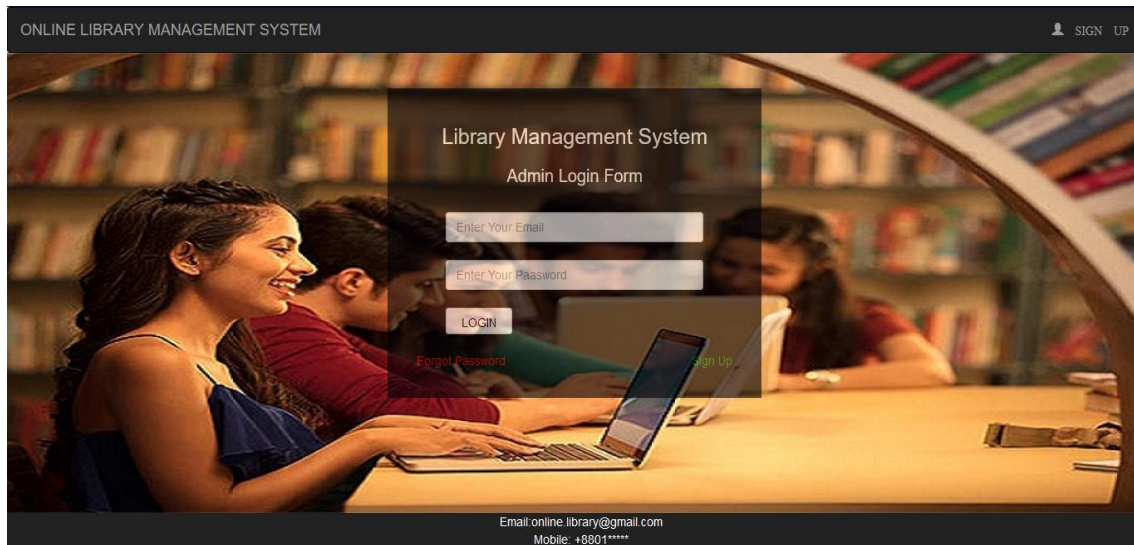 ONLINE LIBRARY MANAGEMENT SYSTEM
SIGN UP
Library Management System
Admin Login Form
Enter Your Email
Enter Your Paasword
LOGIN
Forgot Password
Sign Up
Email:online.library@gmail.com
Mobile: +8801*****